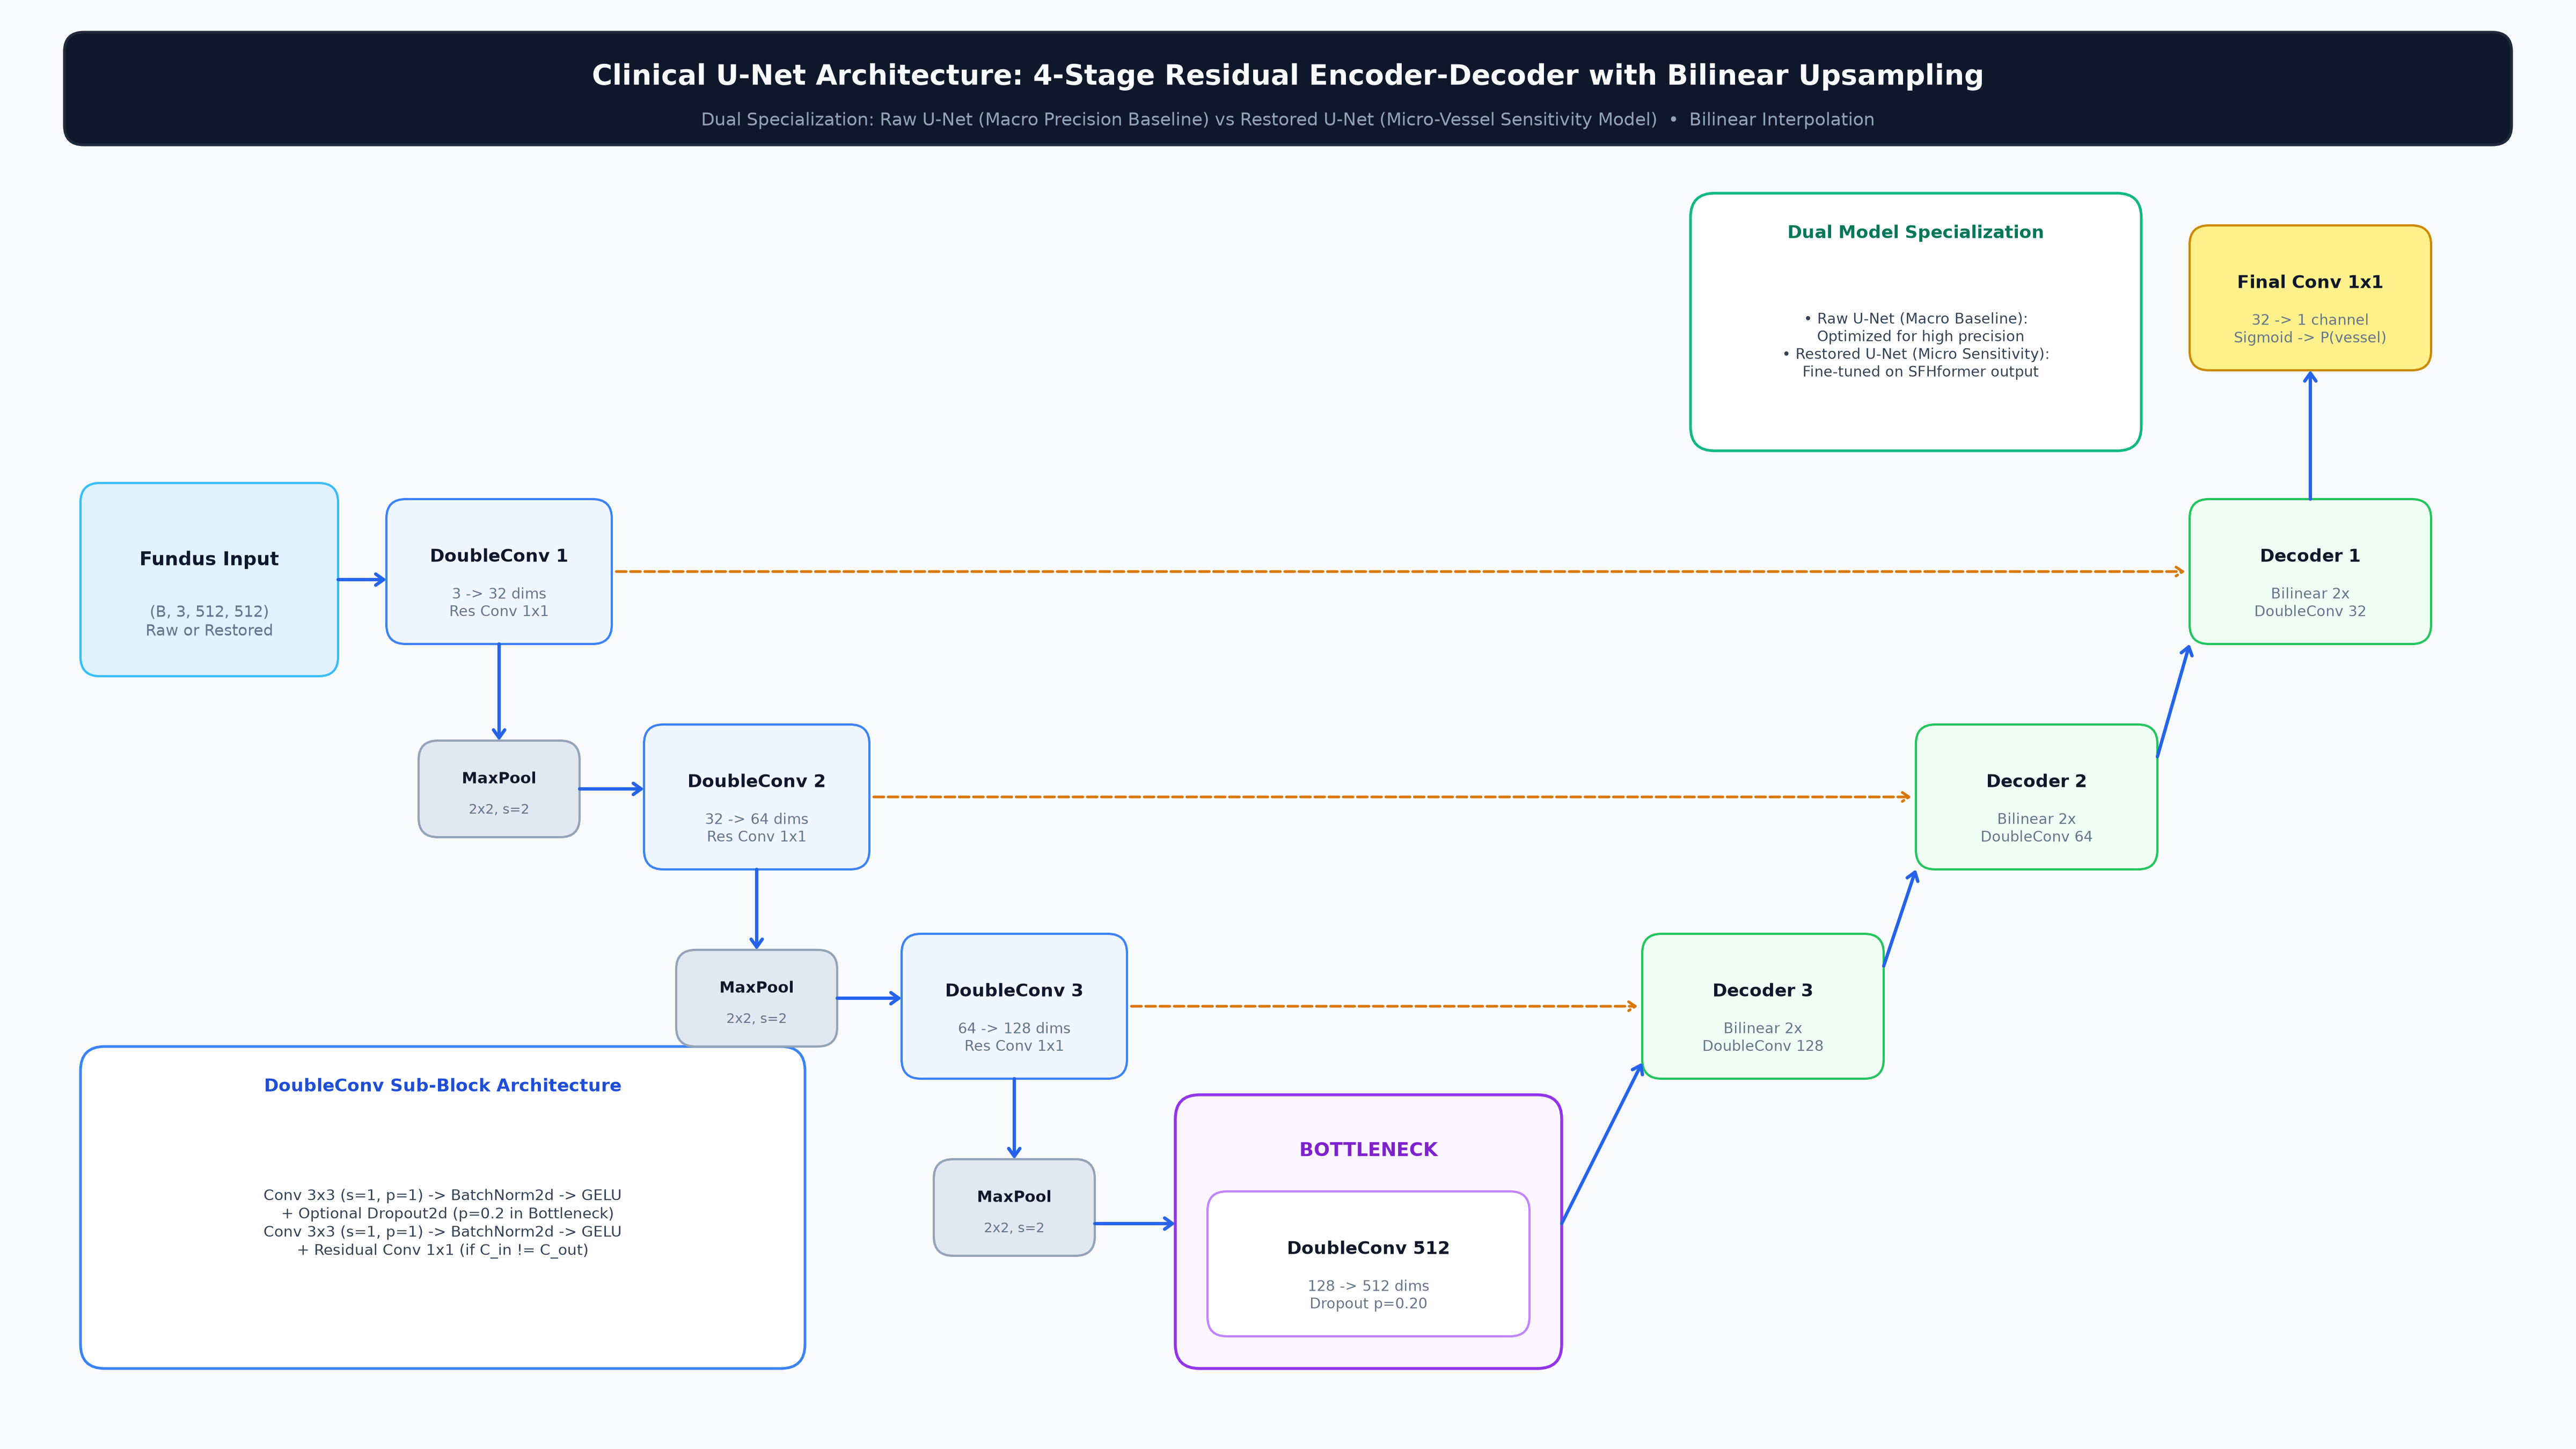 Clinical U-Net Architecture: 4-Stage Residual Encoder-Decoder with Bilinear Upsampling
Dual Specialization: Raw U-Net (Macro Precision Baseline) vs Restored U-Net (Micro-Vessel Sensitivity Model) • Bilinear Interpolation
Dual Model Specialization
• Raw U-Net (Macro Baseline):
Optimized for high precision
• Restored U-Net (Micro Sensitivity):
Fine-tuned on SFHformer output
Final Conv 1x1
32 -> 1 channel
Sigmoid -> P(vessel)
Fundus Input
(B, 3, 512, 512)
Raw or Restored
DoubleConv 1
3 -> 32 dims
Res Conv 1x1
Decoder 1
Bilinear 2x
DoubleConv 32
MaxPool
2x2, s=2
DoubleConv 2
32 -> 64 dims
Res Conv 1x1
Decoder 2
Bilinear 2x
DoubleConv 64
MaxPool
2x2, s=2
DoubleConv 3
64 -> 128 dims
Res Conv 1x1
Decoder 3
Bilinear 2x
DoubleConv 128
DoubleConv Sub-Block Architecture
Conv 3x3 (s=1, p=1) -> BatchNorm2d -> GELU
+ Optional Dropout2d (p=0.2 in Bottleneck)
Conv 3x3 (s=1, p=1) -> BatchNorm2d -> GELU
+ Residual Conv 1x1 (if C_in != C_out)
MaxPool
2x2, s=2
BOTTLENECK
DoubleConv 512
128 -> 512 dims
Dropout p=0.20